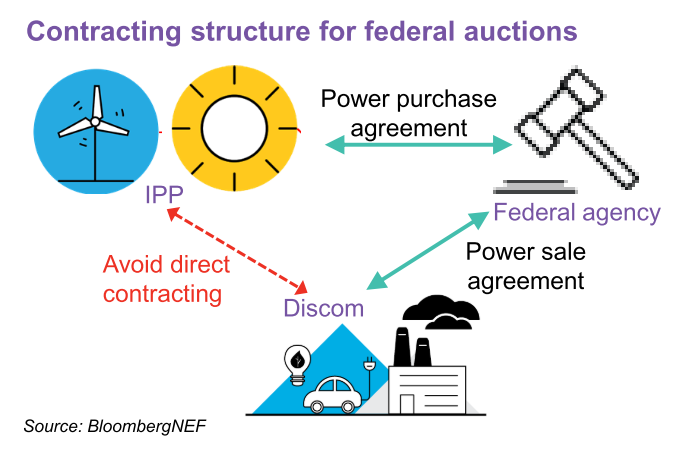 Contracting structure for federal auctions
Power purchase
agreement
IPP
Federal agency
Avoid direct
contracting
Power sale
agreement
Discom
Source: BloombergNEF